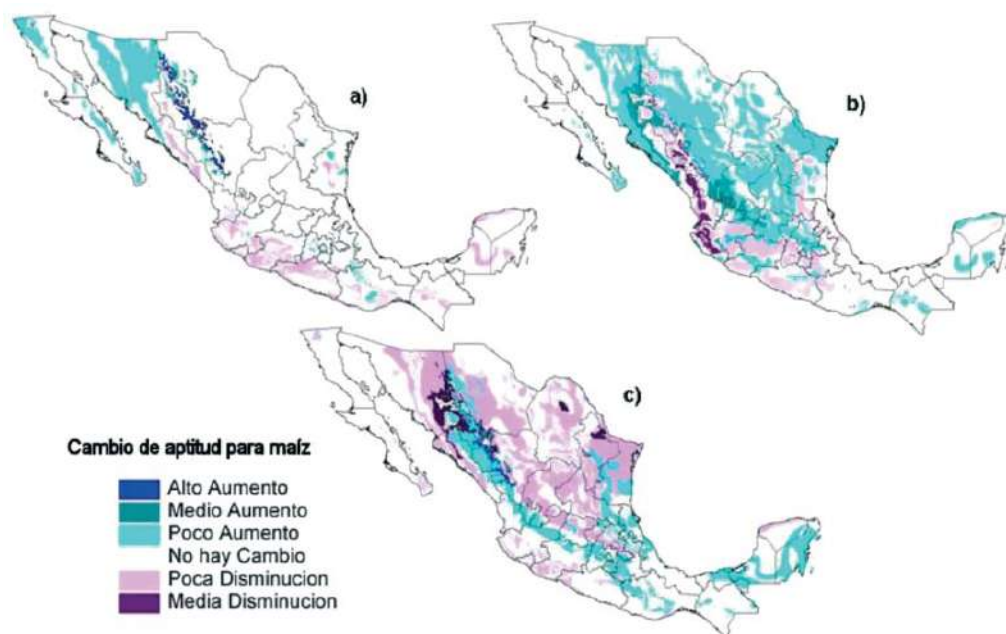 a)
b)
c)
Cambio de aptitud para maíz
Alto Aumento
Medio Aumento
Poco Aumento
No hay Cambio
Poca Disminucion
Media Disminucion